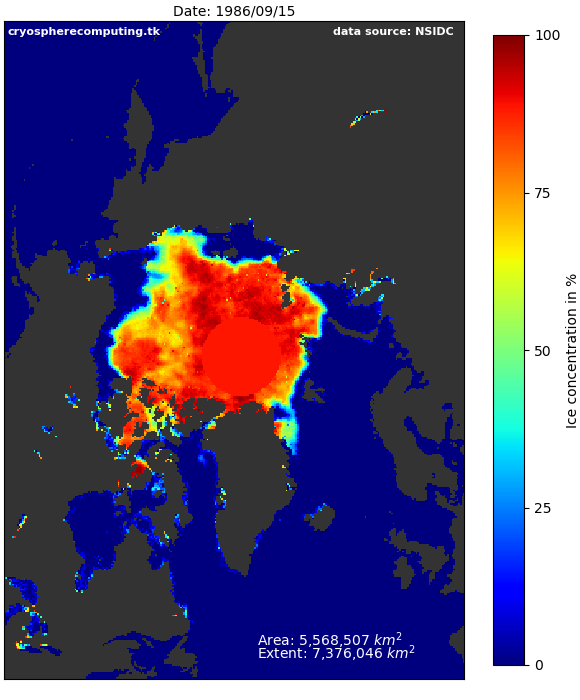 Date: 1986/09/15
cryospherecomputing.tk data source: NSIDC
100
75
50
25
0
Ice concentration in %
Area: 5,568,507 km²
Extent: 7,376,046 km²